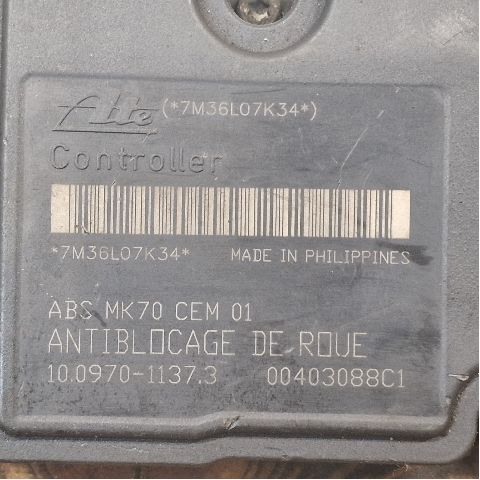 Ate (*7M36L07K34*)
Controller
*7M36L07K34* MADE IN PHILIPPINES
ABS MK70 CEM 01
ANTIBLOCAGE DE ROUE
10.0970-1137.3 00403088C1